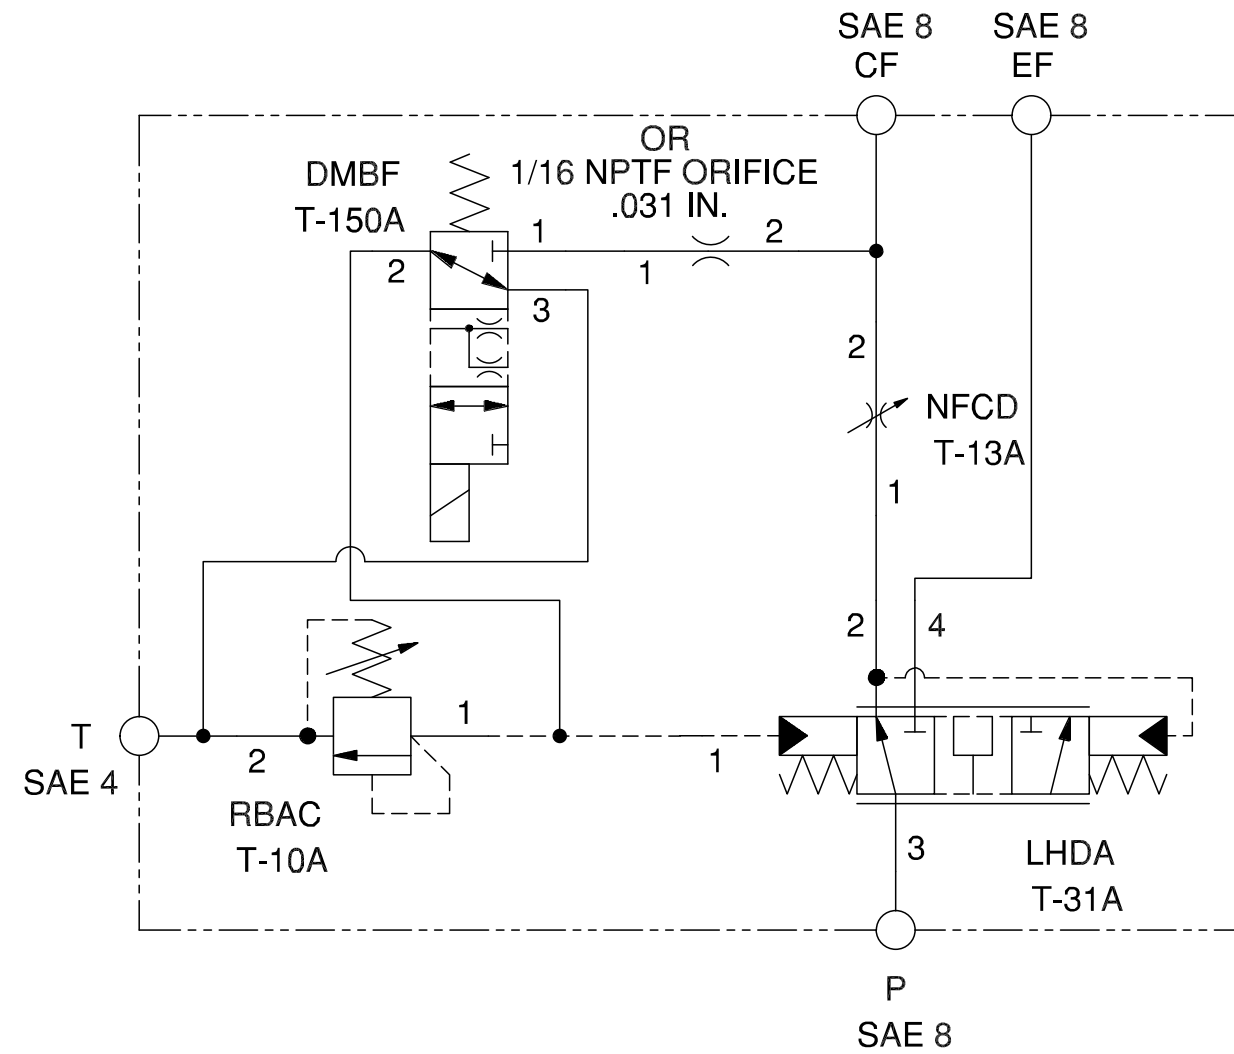 SAE 8
SAE 8
CF
EF
OR
1/16 NPTF ORIFICE
.031 IN.
DMBF
T-150A
1
2
2
1
3
2
NFCD
T-13A
1
2
4
T
SAE 4
2
1
1
RBAC
T-10A
3
LHDA
T-31A
P
SAE 8